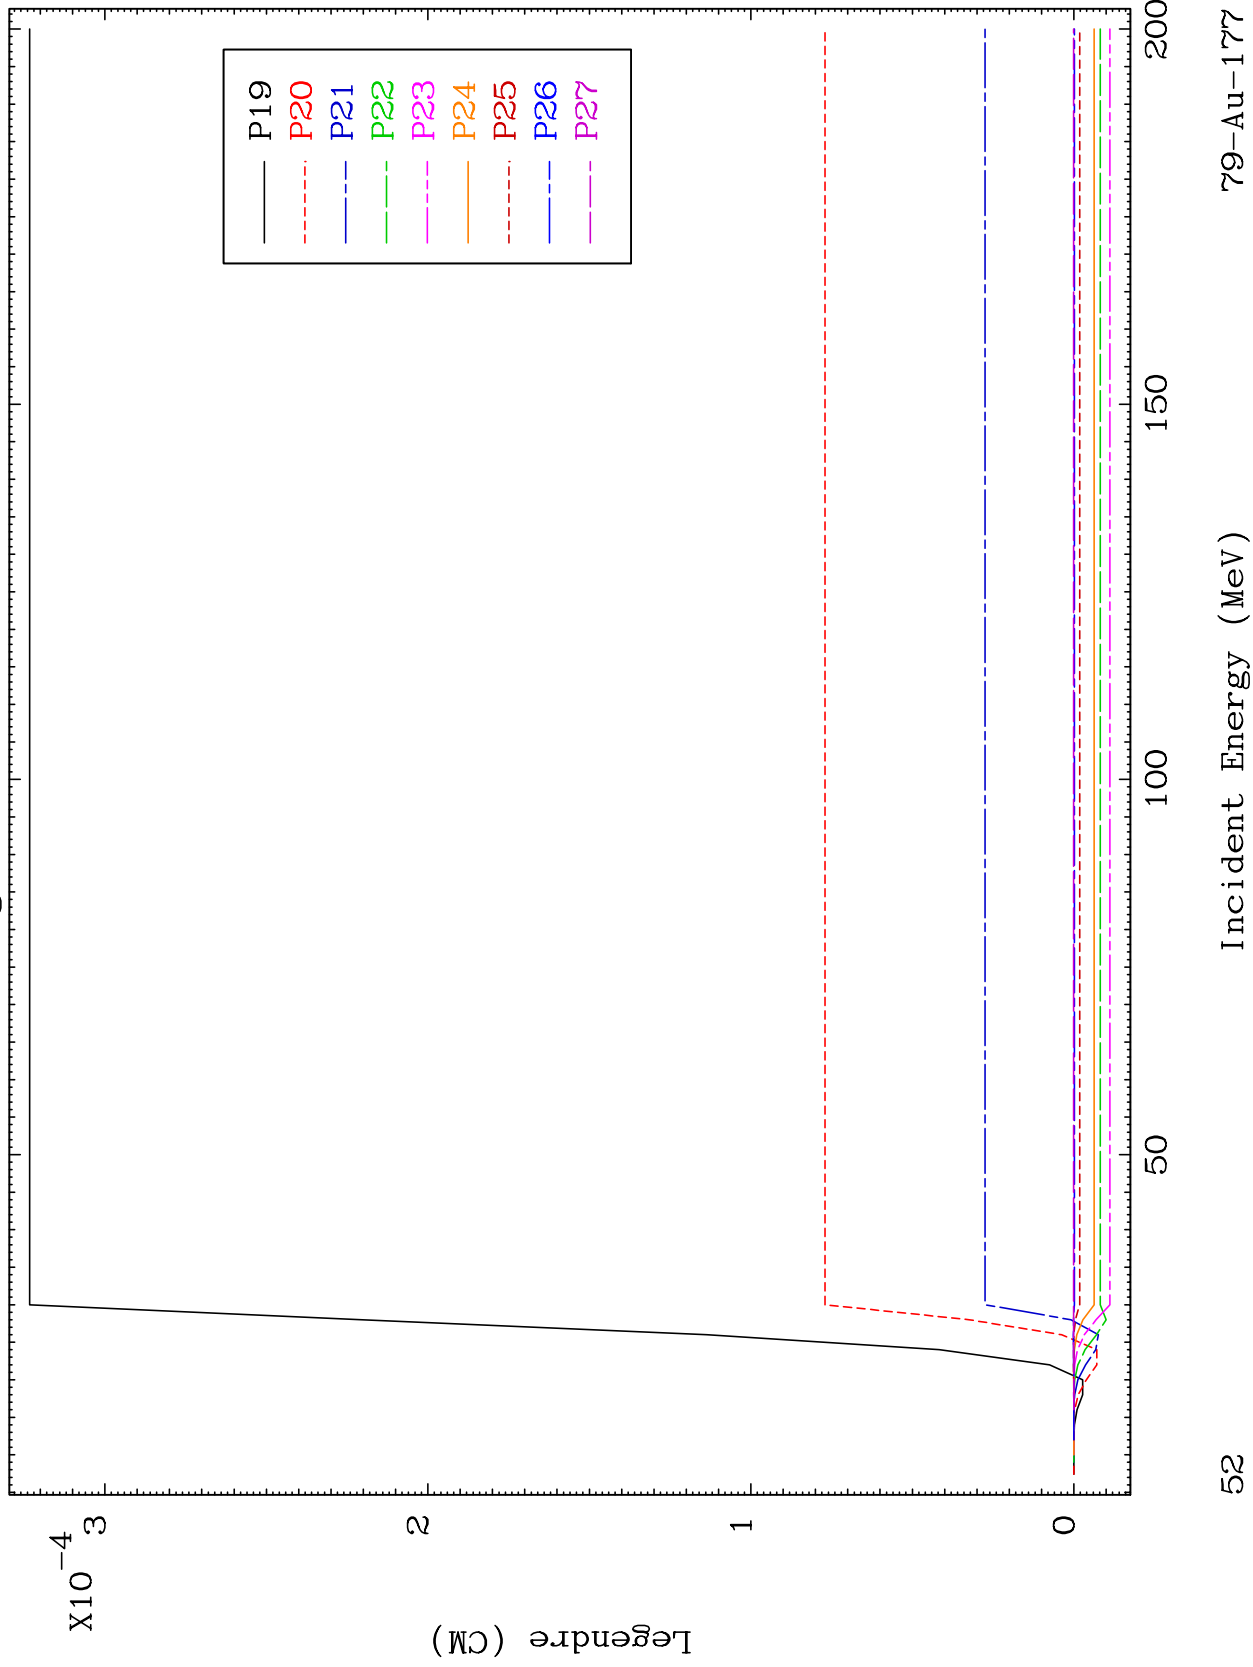 X10-4
3
2
1
0
Legendre (CM)
P19
P20
P21
P22
P23
P24
P25
P26
P27
50
100
150
200
52
Incident Energy (MeV)
79-Au-177